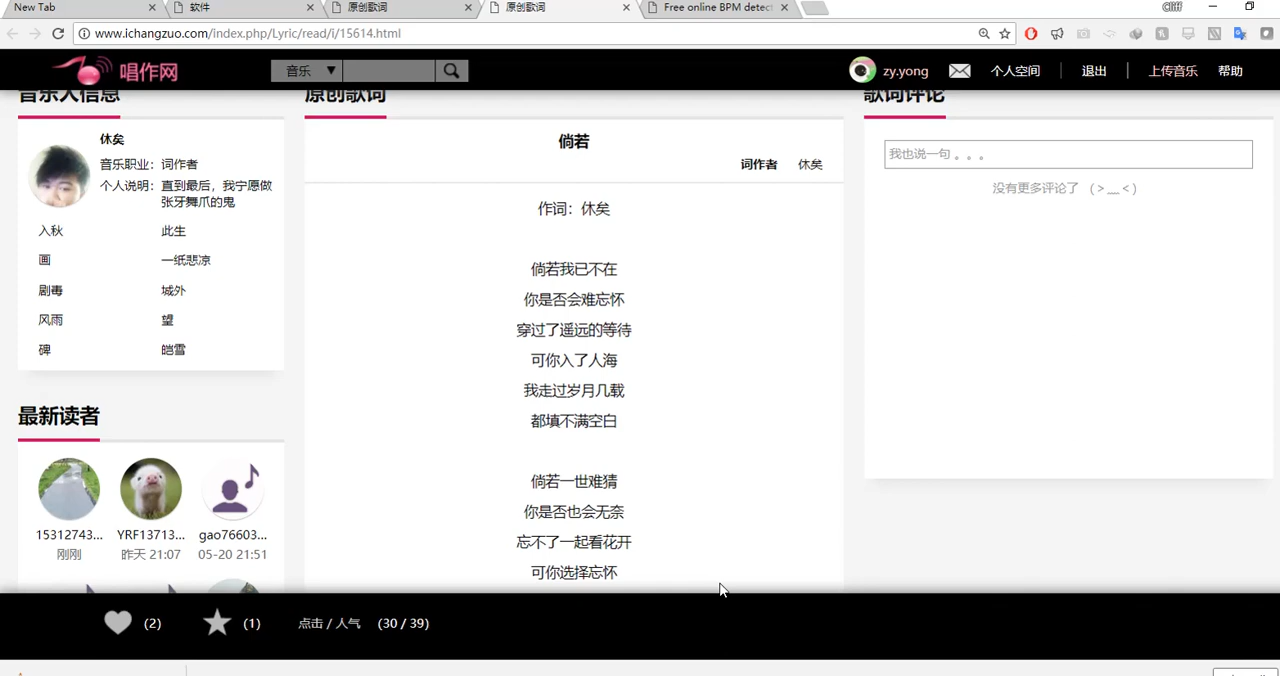 New Tab
软件
原创歌词
原创歌词
Free online BPM detect
Cliff
www.ichangzuo.com/index.php/Lyric/read/i/15614.html
唱作网
音乐
zy.yong
个人空间
退出
上传音乐
帮助
音乐人信息
休矣
音乐职业：词作者
个人说明：直到最后，我宁愿做
张牙舞爪的鬼
入秋 此生
画 一纸悲凉
剧毒 城外
风雨 望
碑 皑雪
最新读者
15312743... YRF13713... gao76603...
刚刚 昨天 21:07 05-20 21:51
原创歌词
倘若
词作者 休矣
作词：休矣
倘若我已不在
你是否会难忘怀
穿过了遥远的等待
可你入了人海
我走过岁月几载
都填不满空白
倘若一世难猜
你是否也会无奈
忘不了一起看花开
可你选择忘怀
歌词评论
我也说一句 。。。
没有更多评论了 （>__<）
(2)
(1)
点击 / 人气 (30 / 39)